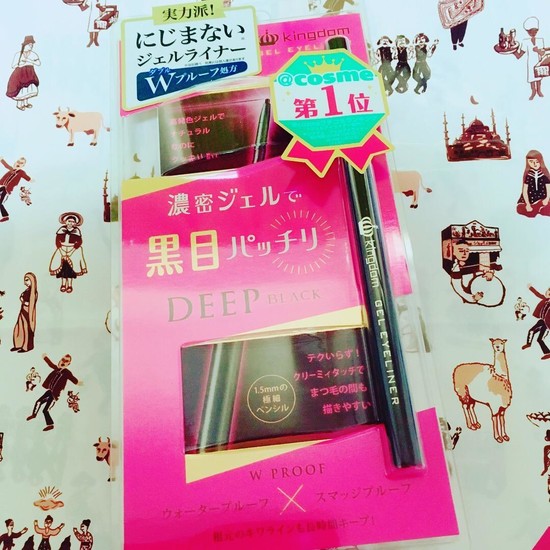 実力派!
にじまない
ジェルライナー
ダブル
Wプルーフ処方
kingdom
GEL EYELINER
@cosme
第1位
濃密ジェルで
黒目パッチリ
DEEP BLACK
kingdom GEL EYELINER
1.5mmの
極細
ペンシル
テクいらず!
クリーミィタッチで
まつ毛の間も
描きやすい
W PROOF
ウォータープルーフ × スマッジプルーフ